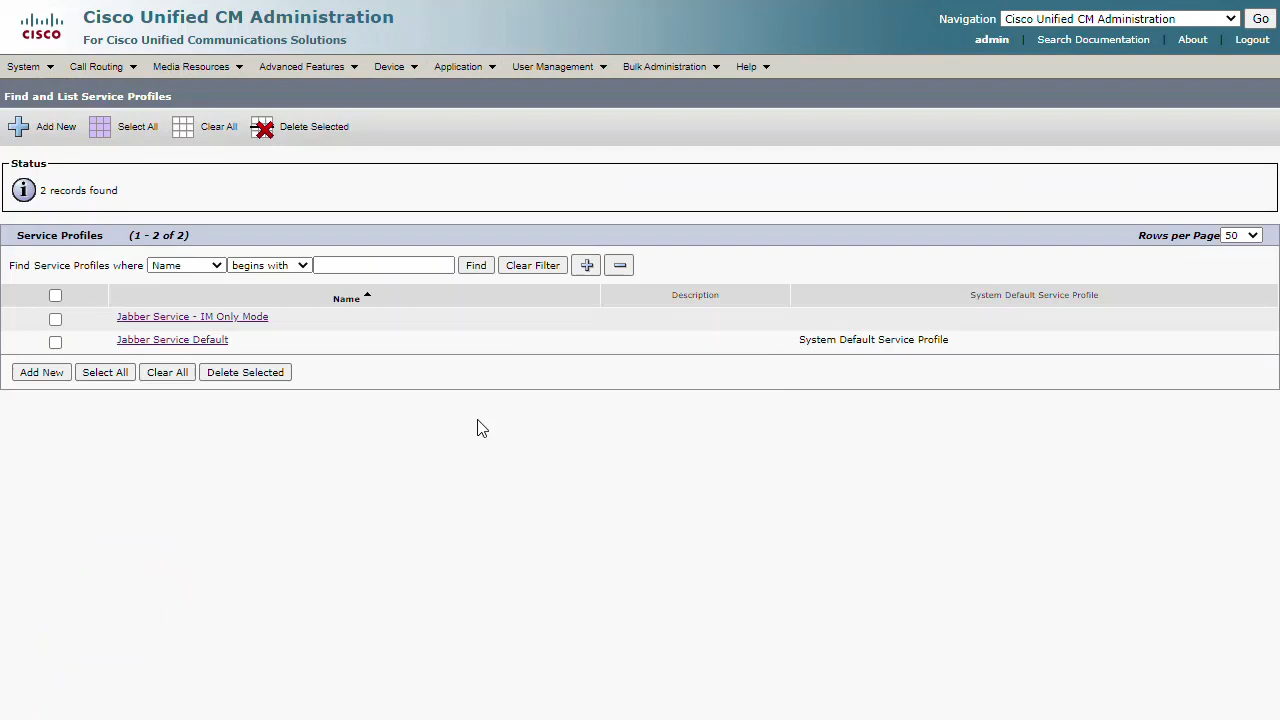 CISCO
Cisco Unified CM Administration
For Cisco Unified Communications Solutions
Navigation Cisco Unified CM Administration Go
admin | Search Documentation | About | Logout
System Call Routing Media Resources Advanced Features Device Application User Management Bulk Administration Help
Find and List Service Profiles
Add New Select All Clear All Delete Selected
Status
i 2 records found
Service Profiles (1 - 2 of 2) Rows per Page 50
Find Service Profiles where Name begins with Find Clear Filter
Name Description System Default Service Profile
Jabber Service - IM Only Mode
Jabber Service Default System Default Service Profile
Add New Select All Clear All Delete Selected